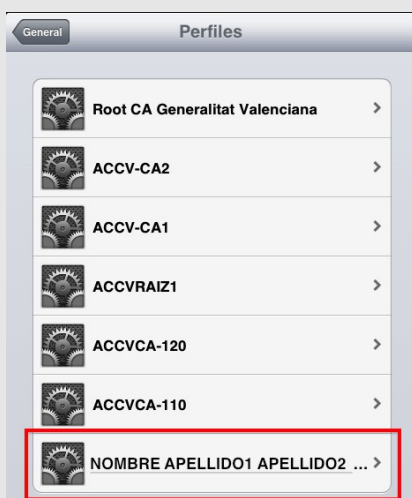 General
Perfiles
Root CA Generalitat Valenciana
ACCV-CA2
ACCV-CA1
ACCVRAIZ1
ACCVCA-120
ACCVCA-110
NOMBRE APELLIDO1 APELLIDO2 ...